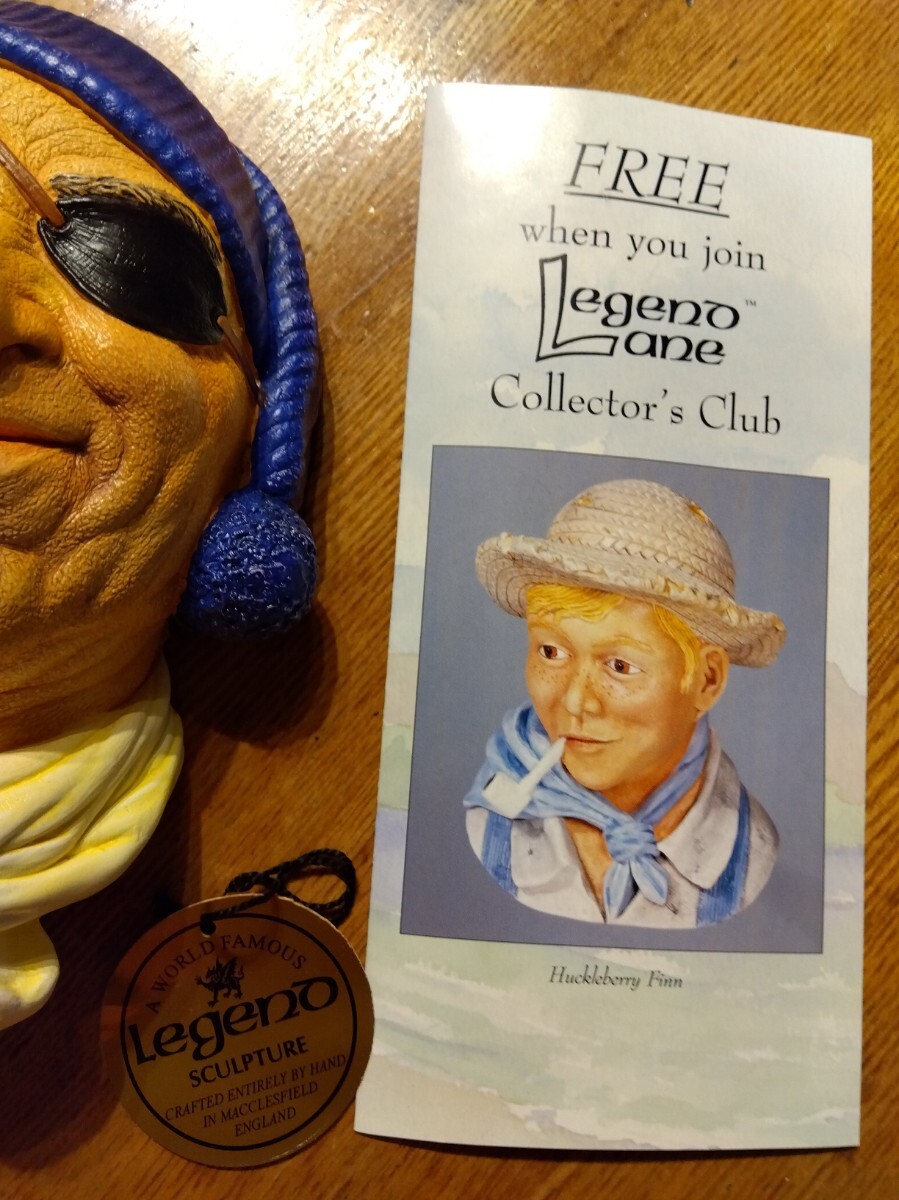 FREE
when you join
Legend™
Lane
Collector's Club
Huckleberry Finn
A WORLD FAMOUS
Legend
SCULPTURE
CRAFTED ENTIRELY BY HAND
IN MACCLESFIELD
ENGLAND